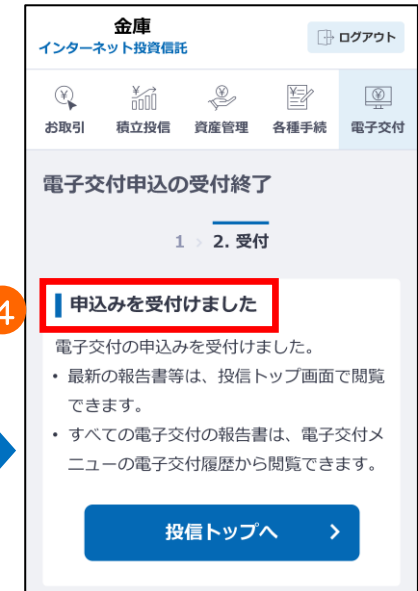 金庫
インターネット投資信託
ログアウト
お取引 積立投信 資産管理 各種手続 電子交付
電子交付申込の受付終了
1 > 2. 受付
4
申込みを受付けました
電子交付の申込みを受付けました。
・ 最新の報告書等は、投信トップ画面で閲覧
できます。
・ すべての電子交付の報告書は、電子交付メ
ニューの電子交付履歴から閲覧できます。
投信トップへ >